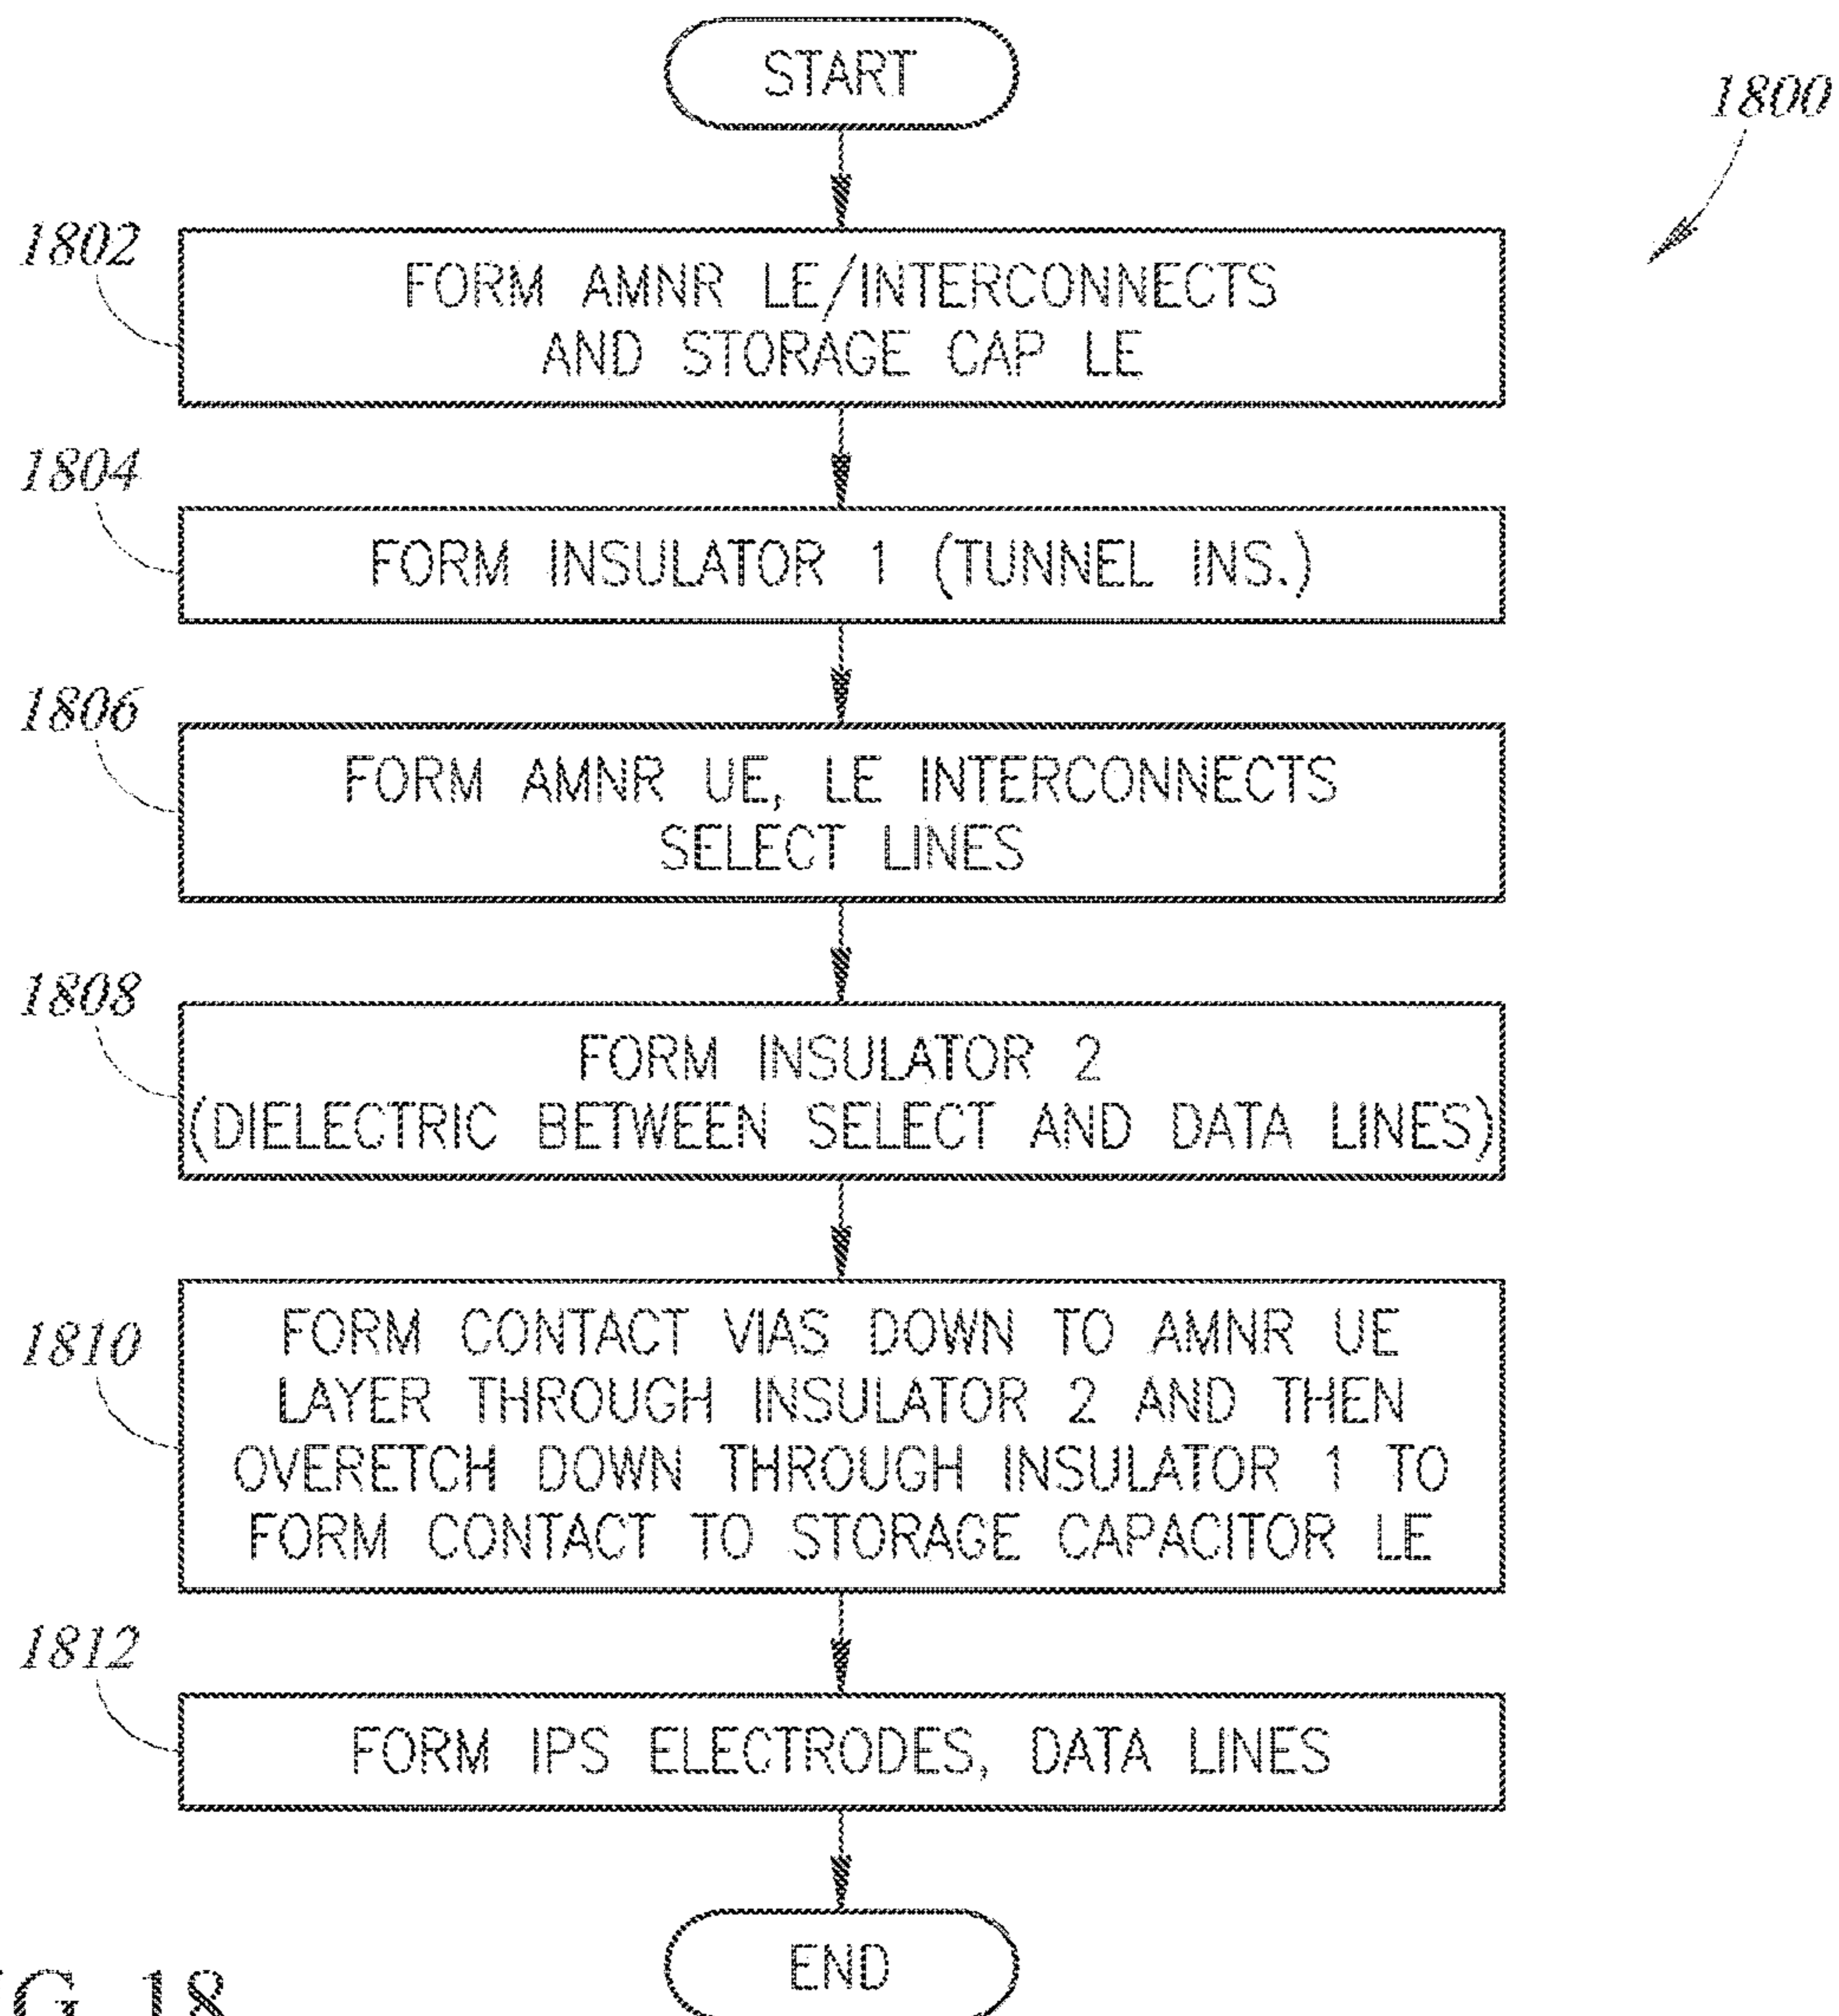 START
1800
1802
FORM AMNR LE/INTERCONNECTS
AND STORAGE CAP LE
1804
FORM INSULATOR 1 (TUNNEL INS.)
1806
FORM AMNR UE, LE INTERCONNECTS
SELECT LINES
1808
FORM INSULATOR 2
(DIELECTRIC BETWEEN SELECT AND DATA LINES)
1810
FORM CONTACT VIAS DOWN TO AMNR UE
LAYER THROUGH INSULATOR 2 AND THEN
OVERETCH DOWN THROUGH INSULATOR 1 TO
FORM CONTACT TO STORAGE CAPACITOR LE
1812
FORM IPS ELECTRODES, DATA LINES
END
18